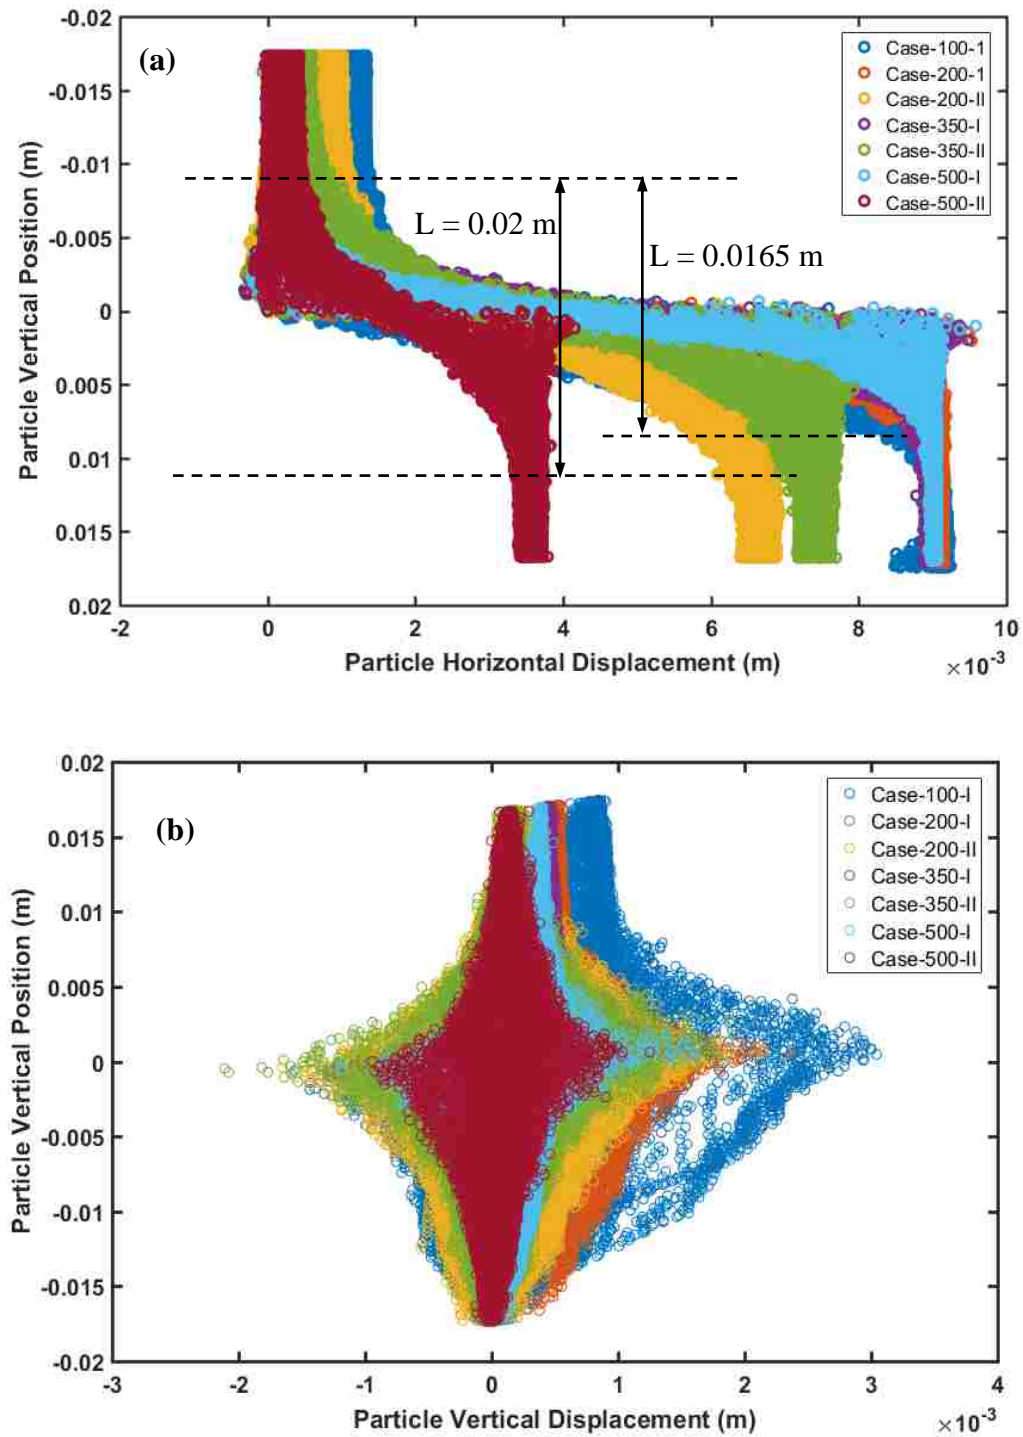 (a)
-0.02
-0.015
-0.01
-0.005
0
0.005
0.01
0.015
0.02
Particle Vertical Position (m)
-2
0
2
4
6
8
10
×10-3
Particle Horizontal Displacement (m)
L = 0.02 m
L = 0.0165 m
Case-100-1
Case-200-1
Case-200-II
Case-350-I
Case-350-II
Case-500-I
Case-500-II
(b)
0.02
0.015
0.01
0.005
0
-0.005
-0.01
-0.015
-0.02
Particle Vertical Position (m)
-3
-2
-1
0
1
2
3
4
×10-3
Particle Vertical Displacement (m)
Case-100-I
Case-200-I
Case-200-II
Case-350-I
Case-350-II
Case-500-I
Case-500-II